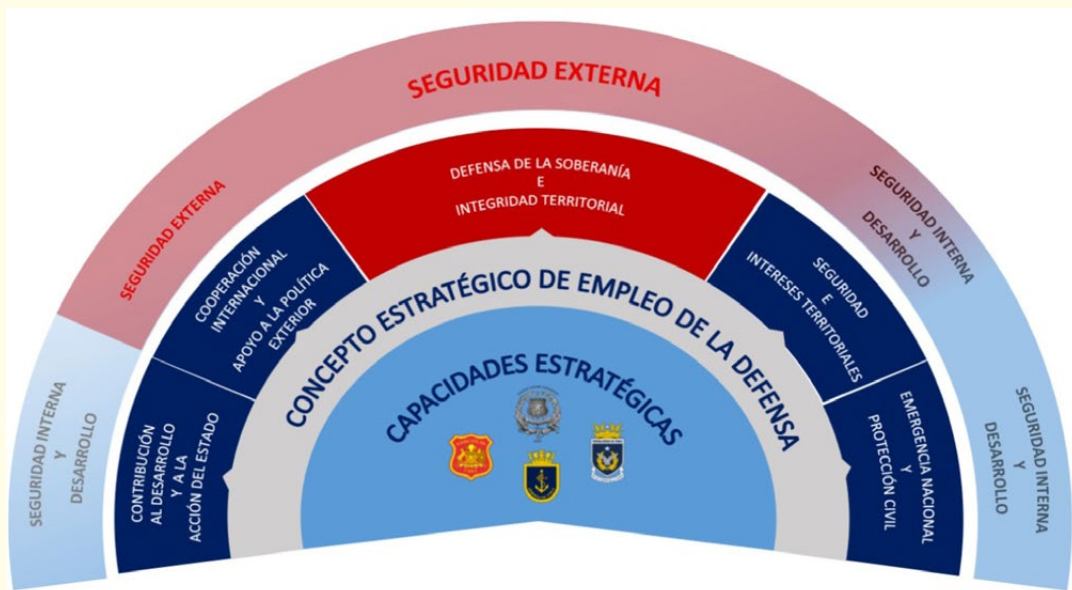 SEGURIDAD EXTERNA
SEGURIDAD EXTERNA
SEGURIDAD INTERNA
Y
DESARROLLO
SEGURIDAD INTERNA
Y
DESARROLLO
SEGURIDAD INTERNA
Y
DESARROLLO
CONTRIBUCIÓN
AL DESARROLLO
Y A LA
ACCIÓN DEL ESTADO
COOPERACIÓN
INTERNACIONAL
Y
APOYO A LA POLÍTICA
EXTERIOR
DEFENSA DE LA SOBERANÍA
E
INTEGRIDAD TERRITORIAL
SEGURIDAD
E
INTERESES TERRITORIALES
EMERGENCIA NACIONAL
Y
PROTECCIÓN CIVIL
CONCEPTO ESTRATÉGICO DE EMPLEO DE LA DEFENSA
CAPACIDADES ESTRATÉGICAS